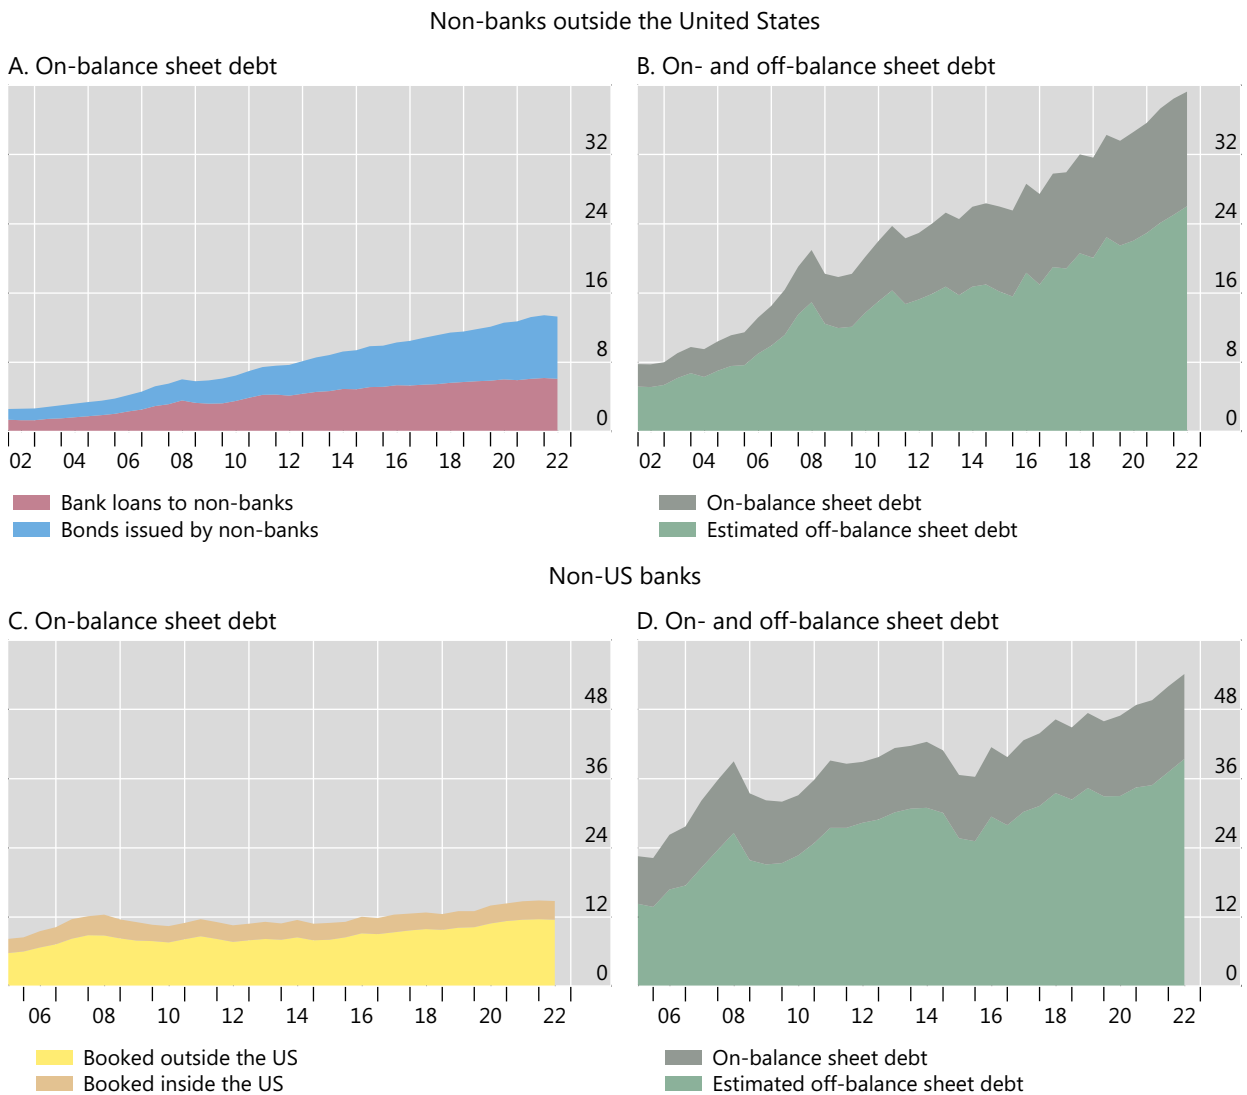 Non-banks outside the United States
A. On-balance sheet debt
32
24
16
8
0
02 04 06 08 10 12 14 16 18 20 22
Bank loans to non-banks
Bonds issued by non-banks
B. On- and off-balance sheet debt
32
24
16
8
0
02 04 06 08 10 12 14 16 18 20 22
On-balance sheet debt
Estimated off-balance sheet debt
Non-US banks
C. On-balance sheet debt
48
36
24
12
0
06 08 10 12 14 16 18 20 22
Booked outside the US
Booked inside the US
D. On- and off-balance sheet debt
48
36
24
12
0
06 08 10 12 14 16 18 20 22
On-balance sheet debt
Estimated off-balance sheet debt